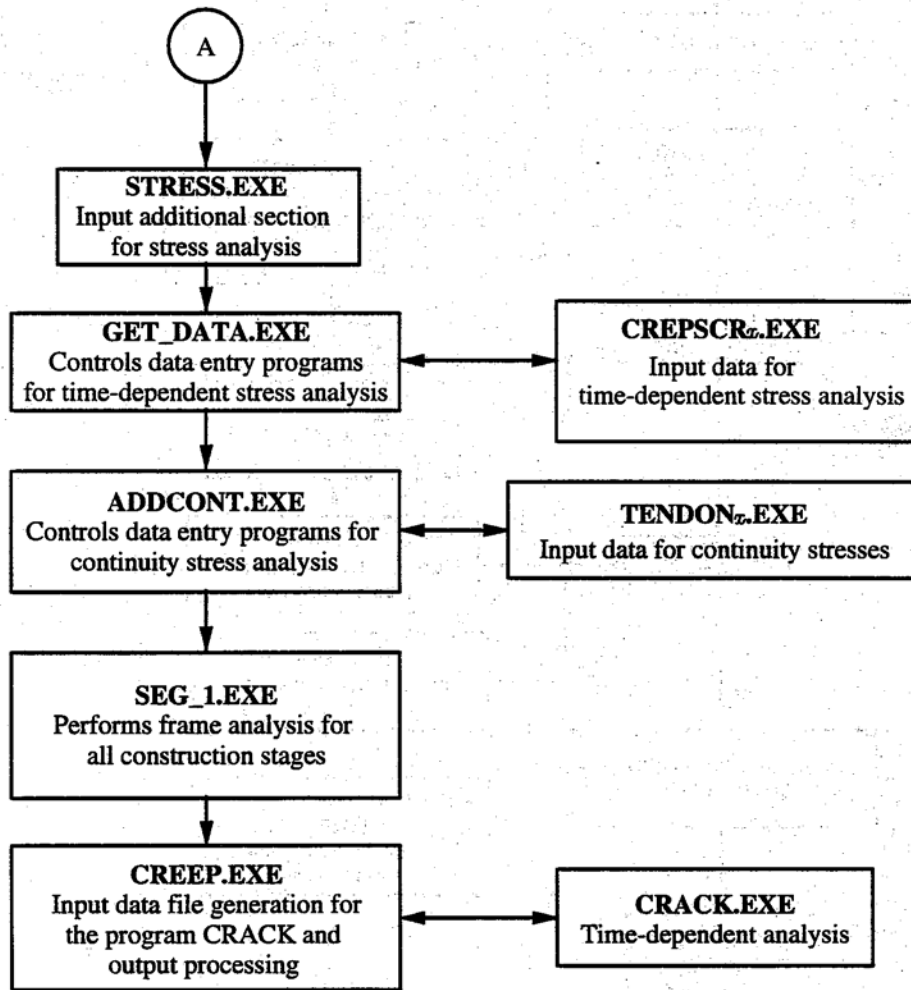 A
STRESS.EXE
Input additional section
for stress analysis
GET_DATA.EXE
Controls data entry programs
for time-dependent stress analysis
CREPSCRx.EXE
Input data for
time-dependent stress analysis
ADDCONT.EXE
Controls data entry programs for
continuity stress analysis
TENDONx.EXE
Input data for continuity stresses
SEG_1.EXE
Performs frame analysis for
all construction stages
CREEP.EXE
Input data file generation for
the program CRACK and
output processing
CRACK.EXE
Time-dependent analysis